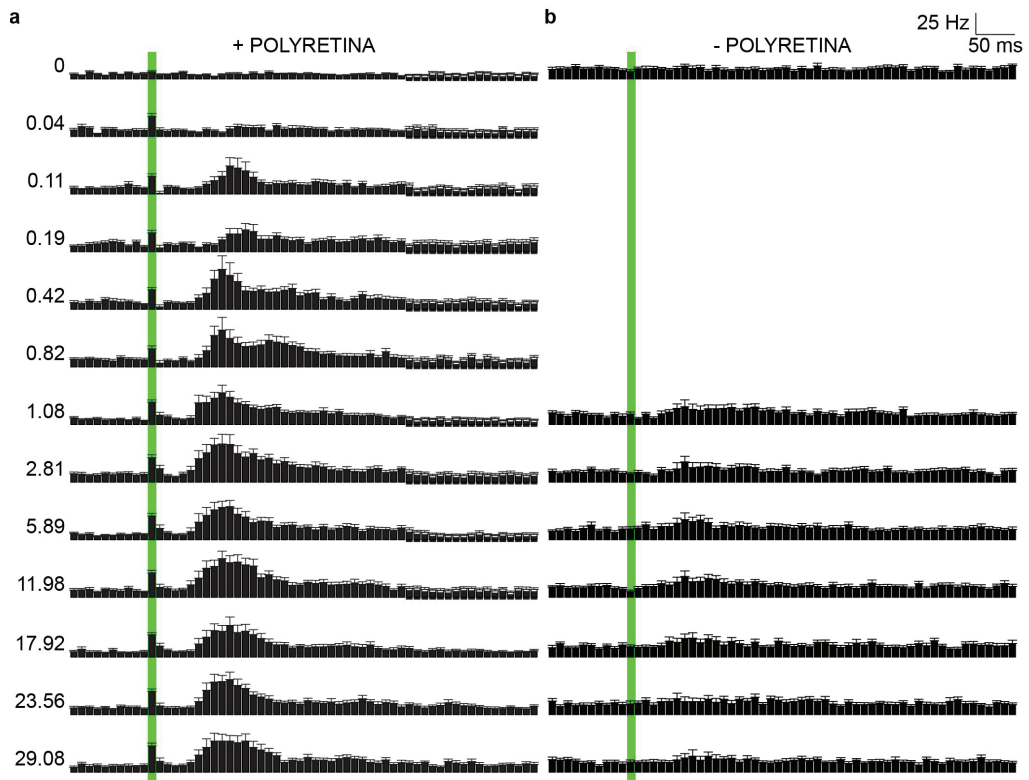 a
b
25 Hz
50 ms
+ POLYRETINA
- POLYRETINA
0
0.04
0.11
0.19
0.42
0.82
1.08
2.81
5.89
11.98
17.92
23.56
29.08